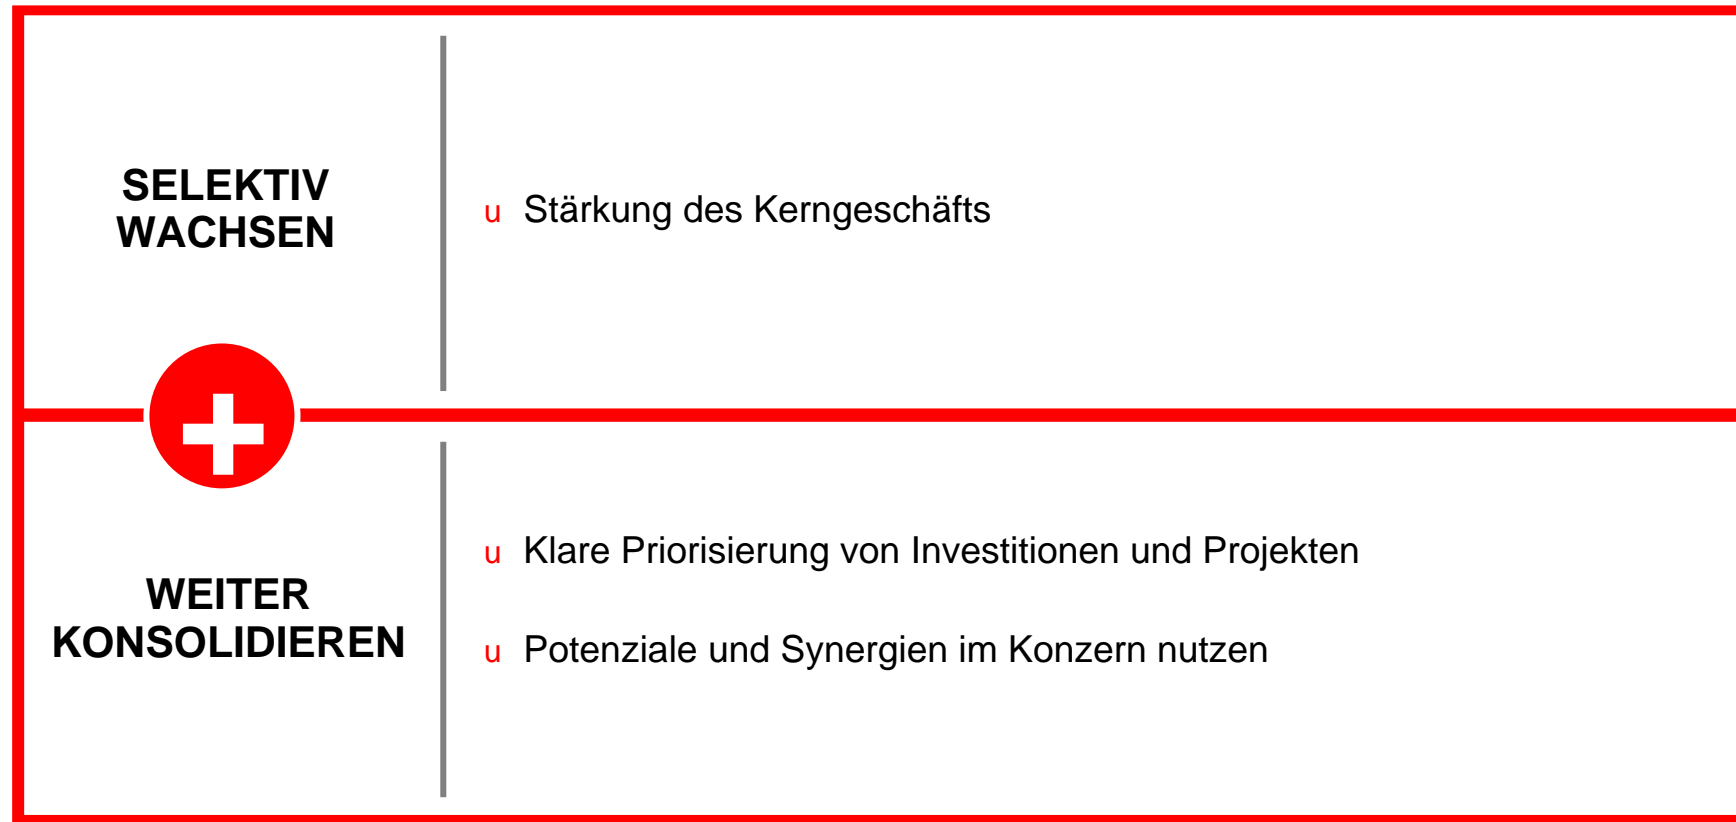 SELEKTIV
WACHSEN
u Stärkung des Kerngeschäfts
+
WEITER
KONSOLIDIEREN
u Klare Priorisierung von Investitionen und Projekten
u Potenziale und Synergien im Konzern nutzen